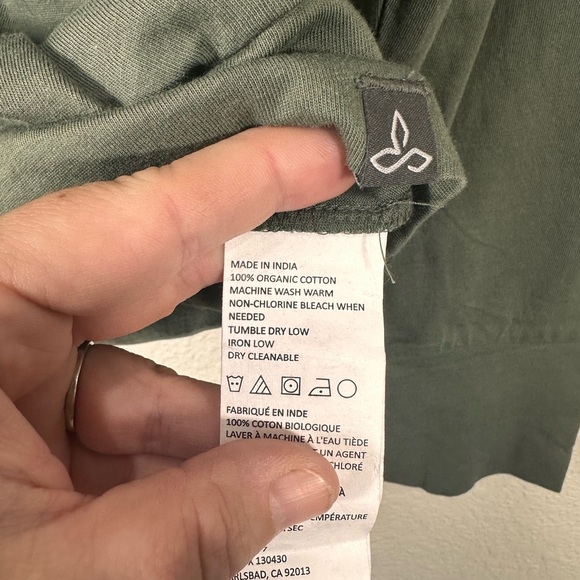 MADE IN INDIA
100% ORGANIC COTTON
MACHINE WASH WARM
NON-CHLORINE BLEACH WHEN
NEEDED
TUMBLE DRY LOW
IRON LOW
DRY CLEANABLE
FABRIQUÉ EN INDE
100% COTON BIOLOGIQUE
LAVER À MACHINE À L'EAU TIÈDE
UN AGENT
CHLORÉ
À
SEC
X 130430
CA 92013